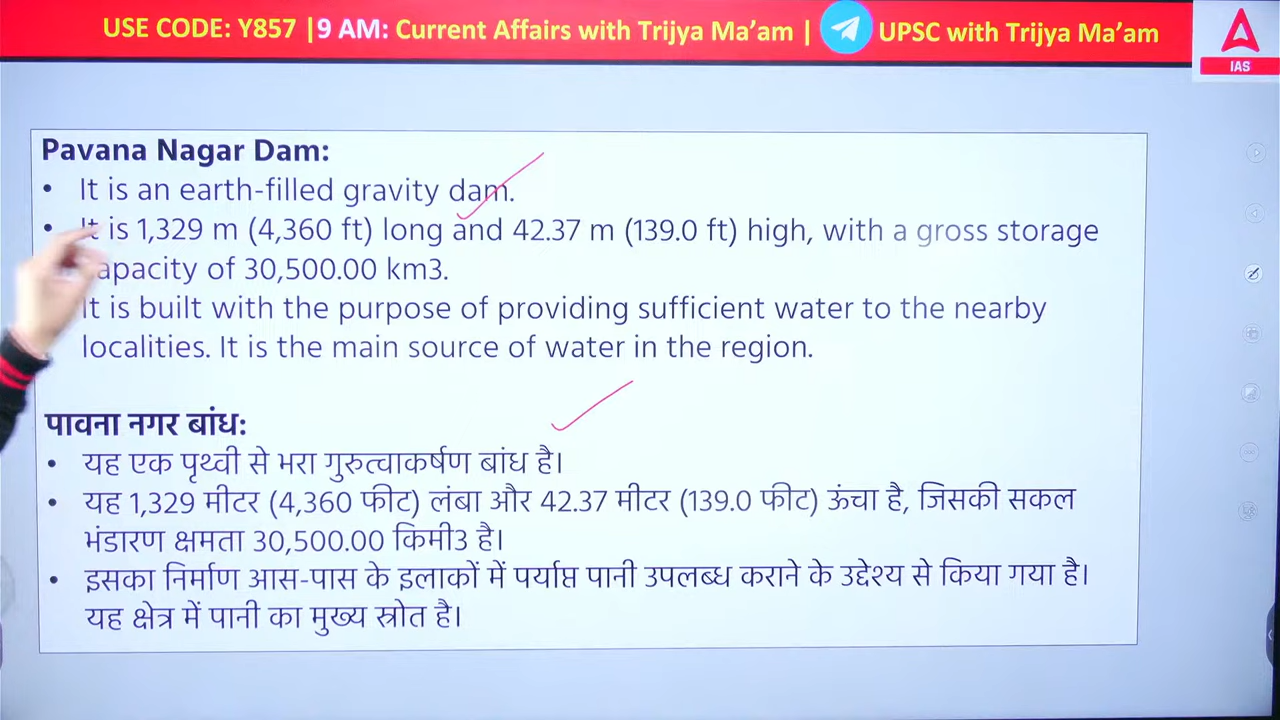 USE CODE: Y857 |9 AM: Current Affairs with Trijya Ma'am | UPSC with Trijya Ma'am
IAS
Pavana Nagar Dam:
• It is an earth-filled gravity dam.
• It is 1,329 m (4,360 ft) long and 42.37 m (139.0 ft) high, with a gross storage
apacity of 30,500.00 km3.
It is built with the purpose of providing sufficient water to the nearby
localities. It is the main source of water in the region.
पावना नगर बांध:
• यह एक पृथ्वी से भरा गुरुत्वाकर्षण बांध है।
• यह 1,329 मीटर (4,360 फीट) लंबा और 42.37 मीटर (139.0 फीट) ऊंचा है, जिसकी सकल
भंडारण क्षमता 30,500.00 किमी3 है।
• इसका निर्माण आस-पास के इलाकों में पर्याप्त पानी उपलब्ध कराने के उद्देश्य से किया गया है।
यह क्षेत्र में पानी का मुख्य स्रोत है।